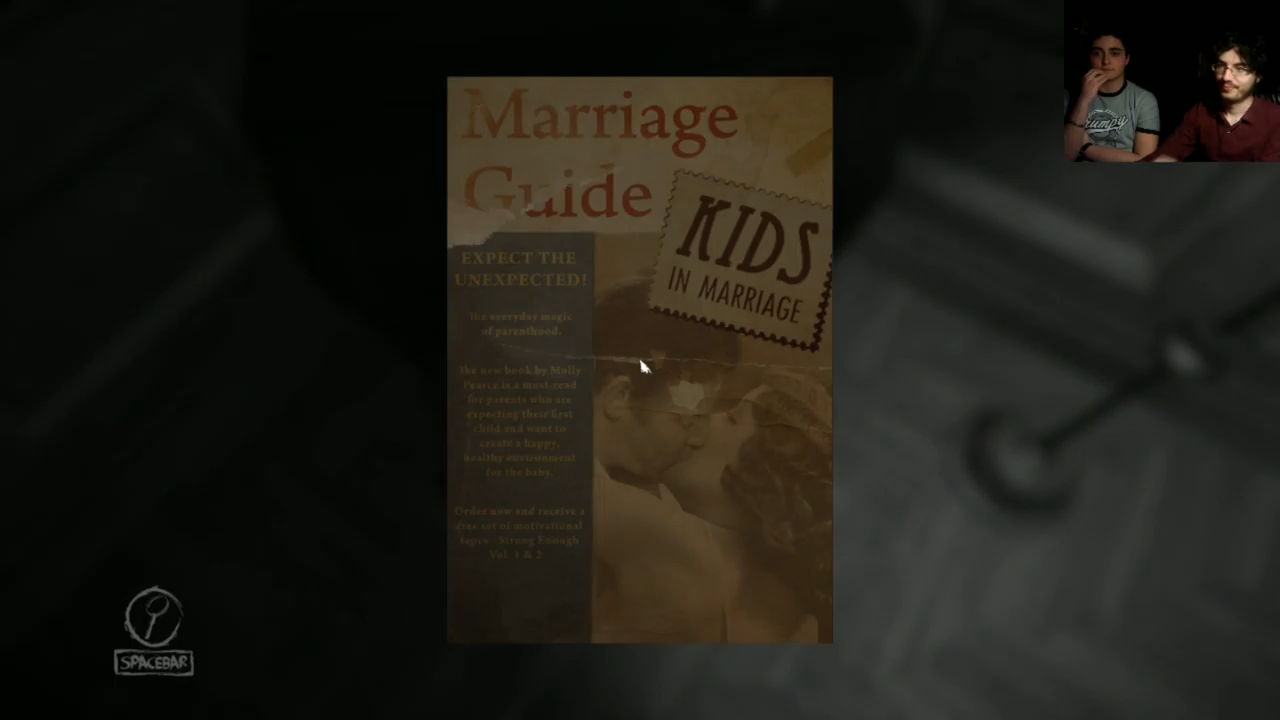 Marriage
Guide
KIDS
IN MARRIAGE
EXPECT THE
UNEXPECTED!
The everyday magic
of parenthood.
The new book by Molly
Pearce is a must-read
for parents who are
expecting their first
child and want to
create a happy,
healthy environment
for the baby.
Order now and receive a
free set of motivational
tapes - Strong Enough
Vol. 1 & 2
SPACEBAR